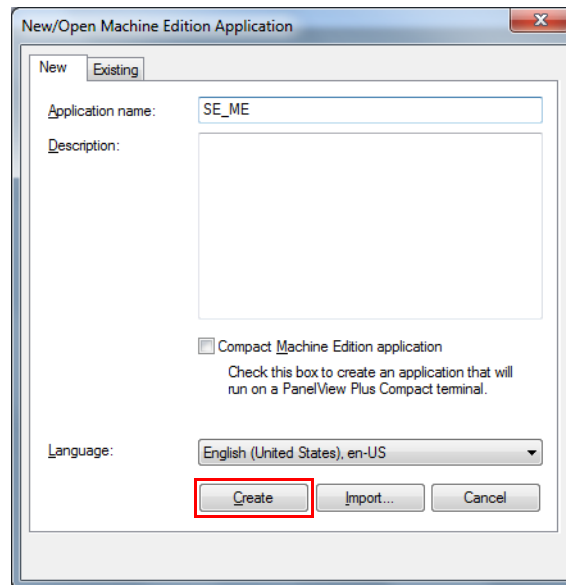 New/Open Machine Edition Application
New Existing
Application name: SE_ME
Description:
Compact Machine Edition application
Check this box to create an application that will
run on a PanelView Plus Compact terminal.
Language: English (United States), en-US
Create Import... Cancel